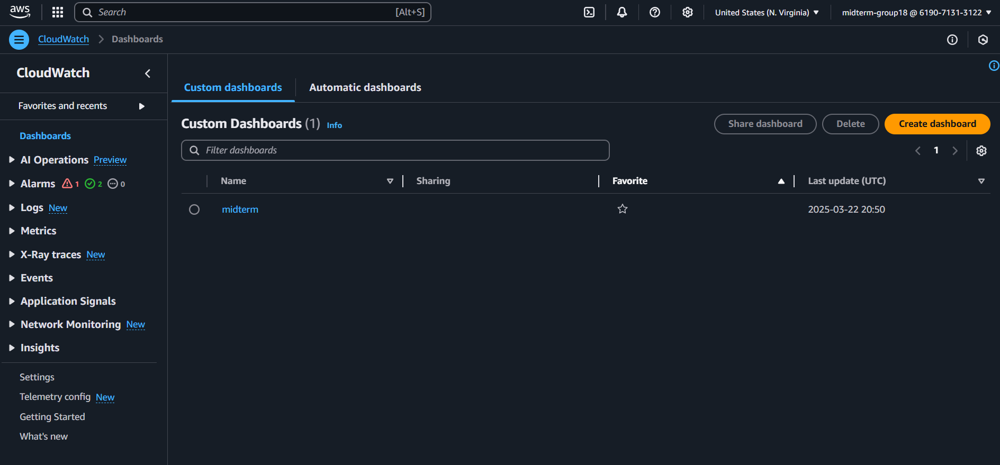 aws
Search [Alt+S]
United States (N. Virginia)
midterm-group18 @ 6190-7131-3122
CloudWatch
Dashboards
CloudWatch
Favorites and recents
Dashboards
AI Operations Preview
Alarms 1 2 0
Logs New
Metrics
X-Ray traces New
Events
Application Signals
Network Monitoring New
Insights
Settings
Telemetry config New
Getting Started
What's new
Custom dashboards
Automatic dashboards
Custom Dashboards (1) Info
Share dashboard
Delete
Create dashboard
Filter dashboards
1
Name Sharing Favorite Last update (UTC)
midterm 2025-03-22 20:50